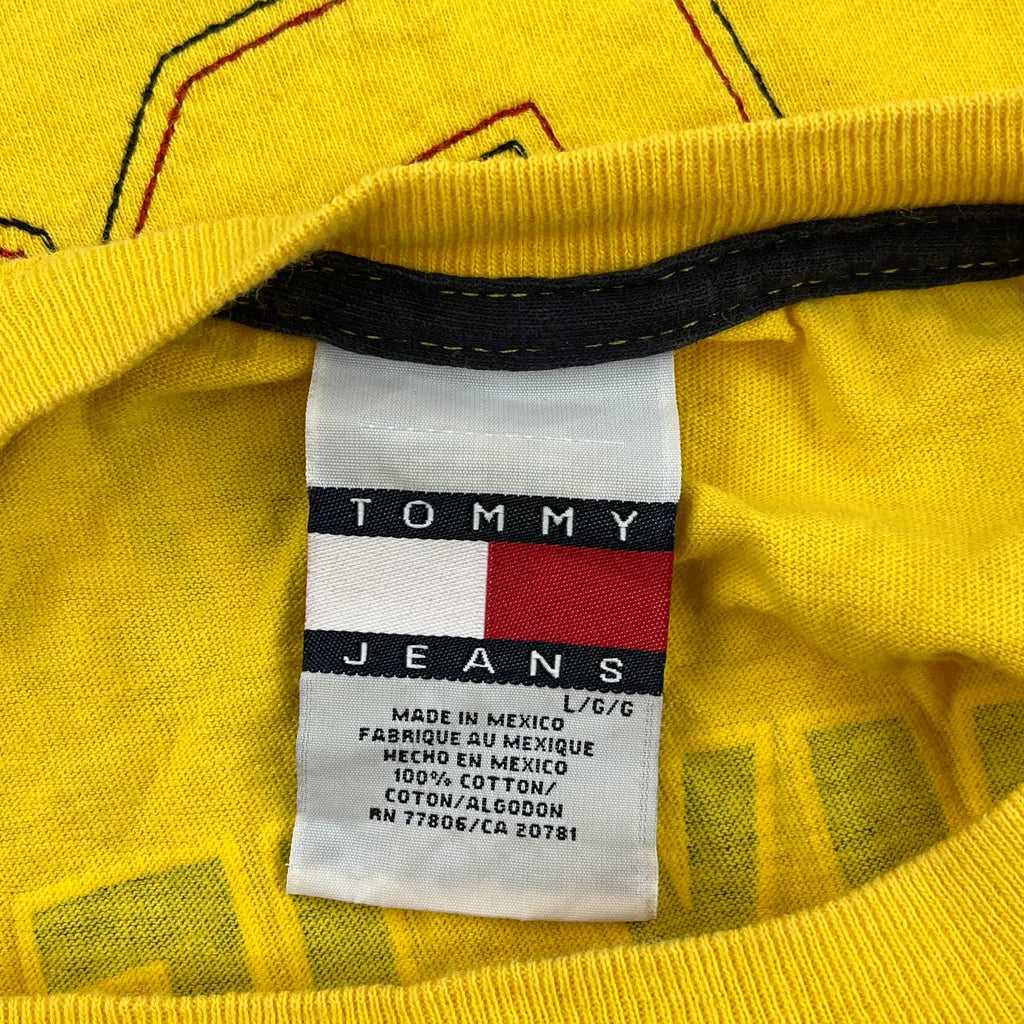 TOMMY
JEANS
L/G/G
MADE IN MEXICO
FABRIQUE AU MEXIQUE
HECHO EN MEXICO
100% COTTON/
COTON/ALGODON
RN 77806/CA 20781